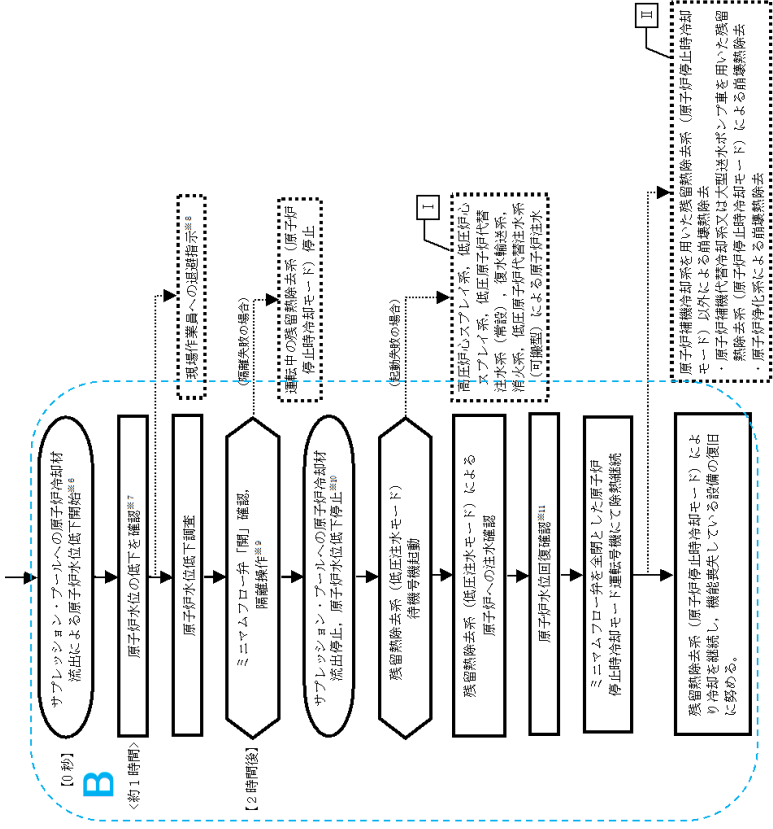 B
【0 秒】
サプレッション・プールへの原子炉冷却材
流出による原子炉水位低下開始※6
<約1時間>
原子炉水位の低下を確認※7
現場作業員への退避指示※8
原子炉水位低下調査
【2 時間後】
ミニマムフロー弁「開」確認,
隔離操作※9
(隔離失敗の場合)
運転中の残留熱除去系(原子炉
停止時冷却モード)停止
サプレッション・プールへの原子炉冷却材
流出停止,原子炉水位低下停止※10
残留熱除去系(低圧注水モード)
待機号機起動
(起動失敗の場合)
Ⅰ
高圧炉心スプレイ系,低圧炉心
スプレイ系,低圧原子炉代替
注水系(常設),復水輸送系,
消火系,低圧原子炉代替注水系
(可搬型)による原子炉注水
残留熱除去系(低圧注水モード)による
原子炉への注水確認
原子炉水位回復確認※11
ミニマムフロー弁を全閉とした原子炉
停止時冷却モード運転号機にて除熱継続
Ⅱ
原子炉補機冷却系を用いた残留熱除去系(原子炉停止時冷却
モード)以外による崩壊熱除去
・原子炉補機代替冷却系又は大型送水ポンプ車を用いた残留
熱除去系(原子炉停止時冷却モード)による崩壊熱除去
・原子炉浄化系による崩壊熱除去
残留熱除去系(原子炉停止時冷却モード)によ
り冷却を継続し,機能喪失している設備の復旧
に努める。